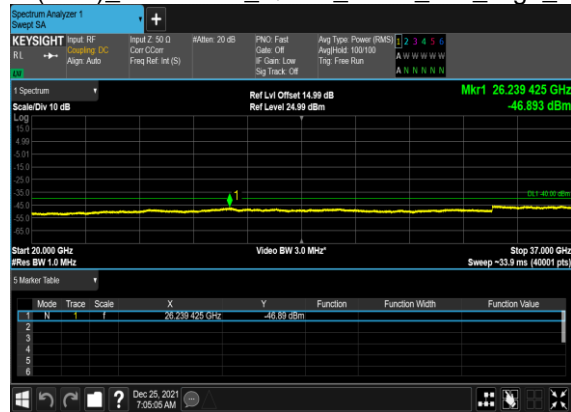 Spectrum Analyzer 1
Swept SA
+
KEYSIGHT Input: RF Input Z: 50 Ω #Atten: 20 dB PNO: Fast Avg Type: Power (RMS) 1 2 3 4 5 6
RL Coupling: DC Corr CCorr Gate: Off Avg|Hold: 100/100 A W W W W W
Align: Auto Freq Ref: Int (S) IF Gain: Low Trig: Free Run
Sig Track: Off A N N N N N
1 Spectrum Ref Lvl Offset 14.99 dB Mkr1 26.239 425 GHz
Scale/Div 10 dB Ref Level 24.99 dBm -46.893 dBm
Log
15.0
4.99
-5.01
-15.0
-25.0
-35.0
DL1 -40.00 dBm
1
-45.0
-55.0
-65.0
Start 20.000 GHz Video BW 3.0 MHz* Stop 37.000 GHz
#Res BW 1.0 MHz Sweep ~33.9 ms (40001 pts)
5 Marker Table
Mode Trace Scale X Y Function Function Width Function Value
1 N 1 f 26.239 425 GHz -46.89 dBm
2
3
4
5
6
? Dec 25, 2021
7:05:05 AM